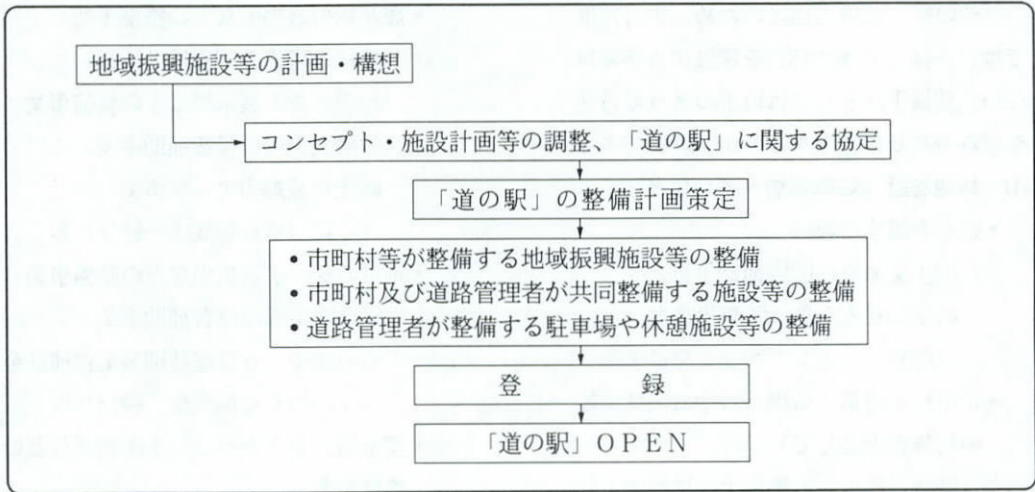 地域振興施設等の計画・構想
コンセプト・施設計画等の調整、「道の駅」に関する協定
「道の駅」の整備計画策定
• 市町村等が整備する地域振興施設等の整備
• 市町村及び道路管理者が共同整備する施設等の整備
• 道路管理者が整備する駐車場や休憩施設等の整備
登　録
「道の駅」ＯＰＥＮ